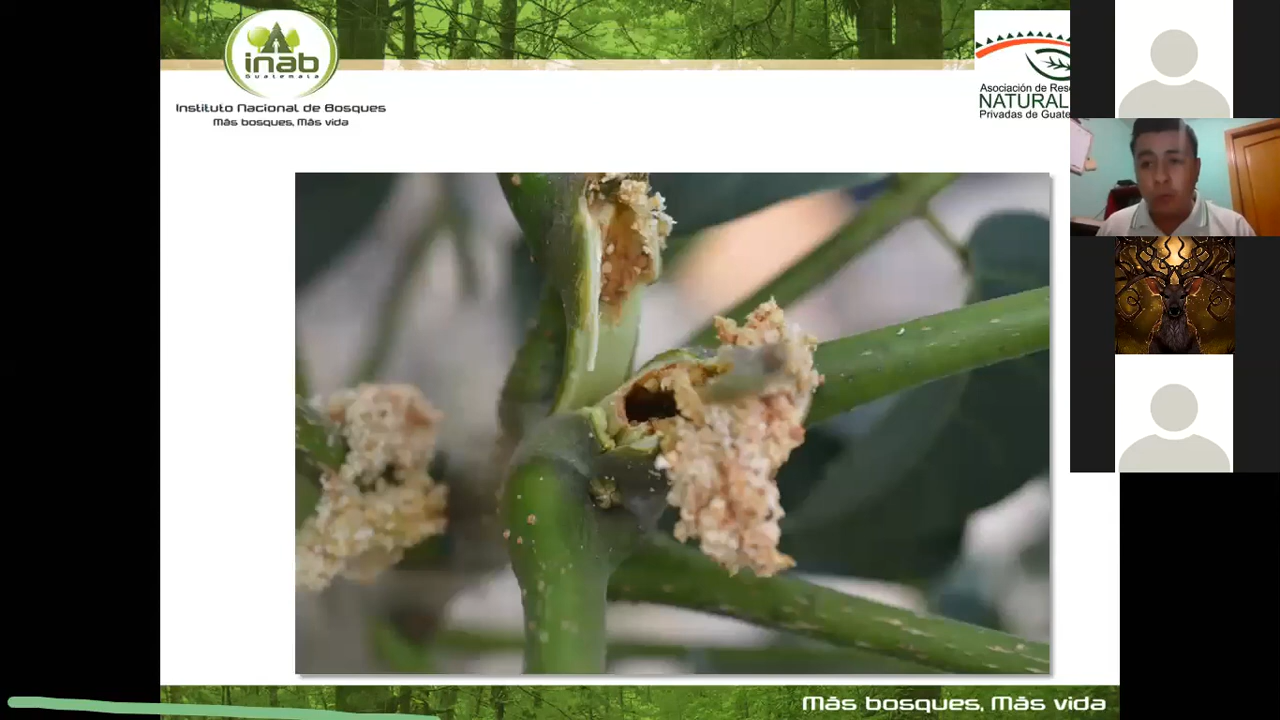 inab
Guatemala
Instituto Nacional de Bosques
Más bosques, Más vida
Asociación de Res
NATURAL
Privadas de Guate
Más bosques, Más vida